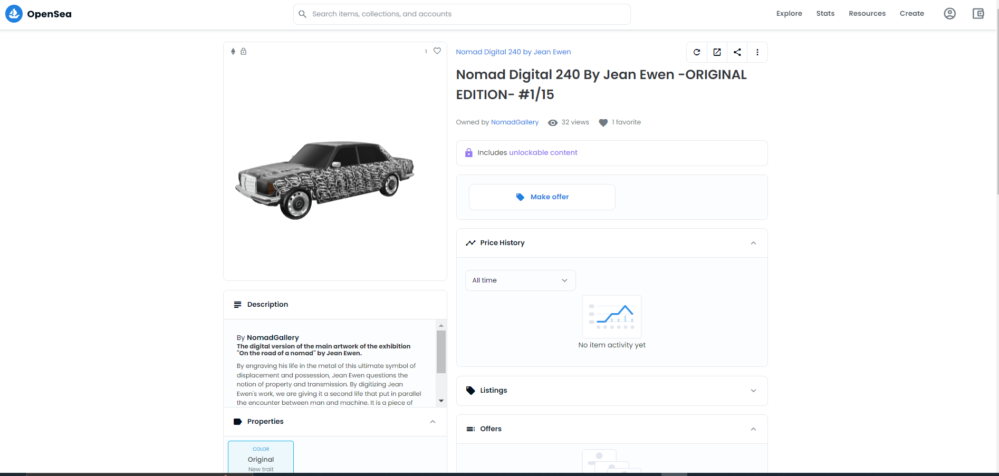 OpenSea
Search items, collections, and accounts
Explore
Stats
Resources
Create
1
Nomad Digital 240 by Jean Ewen
Nomad Digital 240 By Jean Ewen -ORIGINAL
EDITION- #1/15
Owned by NomadGallery
32 views
1 favorite
Includes unlockable content
Make offer
Price History
All time
No item activity yet
Listings
Offers
Description
By NomadGallery
The digital version of the main artwork of the exhibition
"On the road of a nomad" by Jean Ewen.
By engraving his life in the metal of this ultimate symbol of
displacement and possession, Jean Ewen questions the
notion of property and transmission. By digitizing Jean
Ewen's work, we are giving it a second life that put in parallel
the encounter between man and machine. It is a piece of
Properties
COLOR
Original
New trait